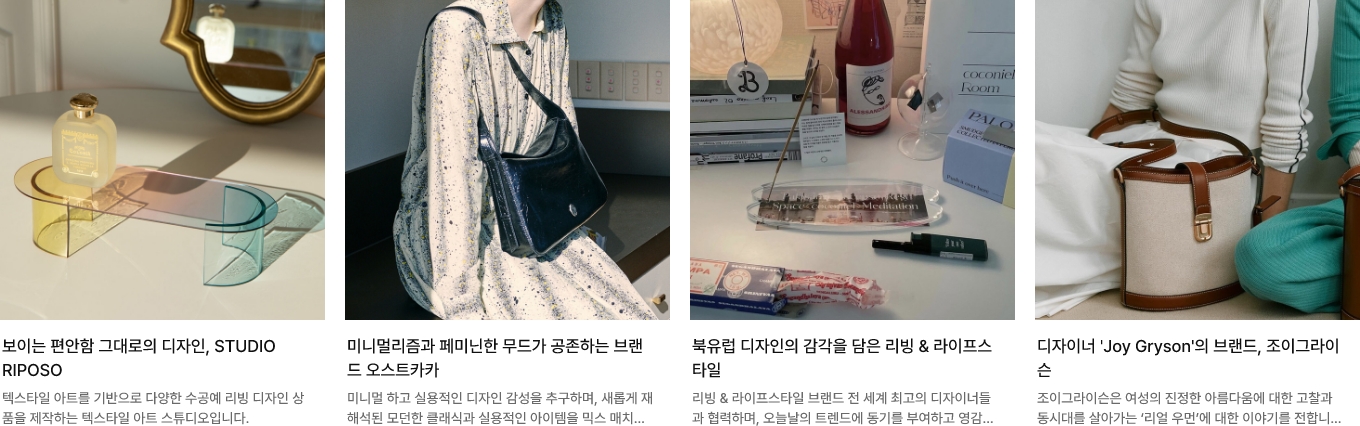 B
ALESSANDRA
coconiel
Room
PALO
Space coconiel-Meditation
보이는 편안함 그대로의 디자인, STUDIO
RIPOSO
텍스타일 아트를 기반으로 다양한 수공예 리빙 디자인 상
품을 제작하는 텍스타일 아트 스튜디오입니다.
미니멀리즘과 페미닌한 무드가 공존하는 브랜
드 오스트카카
미니멀 하고 실용적인 디자인 감성을 추구하며, 새롭게 재
해석된 모던한 클래식과 실용적인 아이템을 믹스 매치...
북유럽 디자인의 감각을 담은 리빙 & 라이프스
타일
리빙 & 라이프스타일 브랜드 전 세계 최고의 디자이너들
과 협력하며, 오늘날의 트렌드에 동기를 부여하고 영감...
디자이너 'Joy Gryson'의 브랜드, 조이그라이
슨
조이그라이슨은 여성의 진정한 아름다움에 대한 고찰과
동시대를 살아가는 ‘리얼 우먼’에 대한 이야기를 전합니...